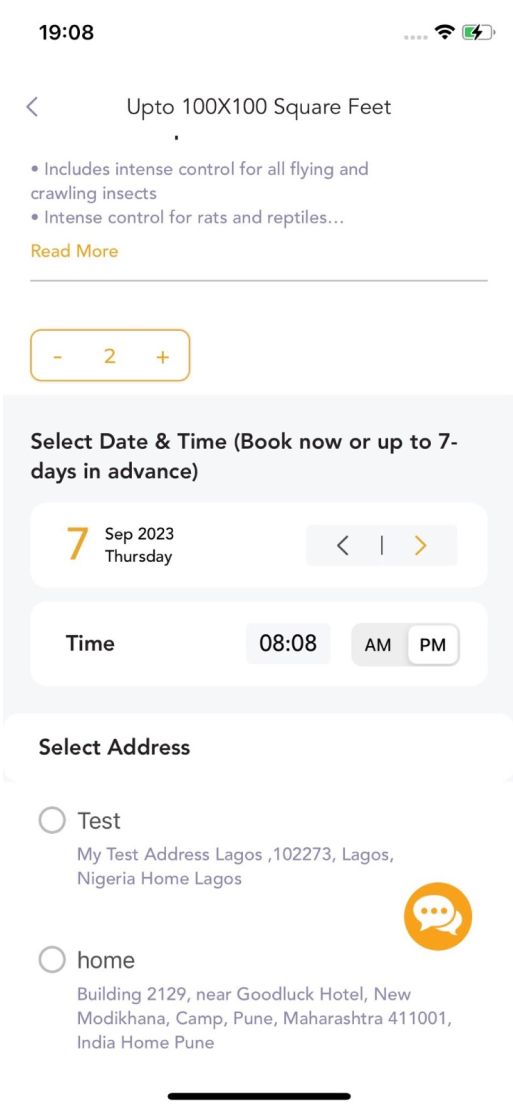 19:08
Upto 100X100 Square Feet
• Includes intense control for all flying and
crawling insects
• Intense control for rats and reptiles...
Read More
- 2 +
Select Date & Time (Book now or up to 7-
days in advance)
7 Sep 2023
Thursday
< | >
Time 08:08 AM PM
Select Address
Test
My Test Address Lagos ,102273, Lagos,
Nigeria Home Lagos
home
Building 2129, near Goodluck Hotel, New
Modikhana, Camp, Pune, Maharashtra 411001,
India Home Pune